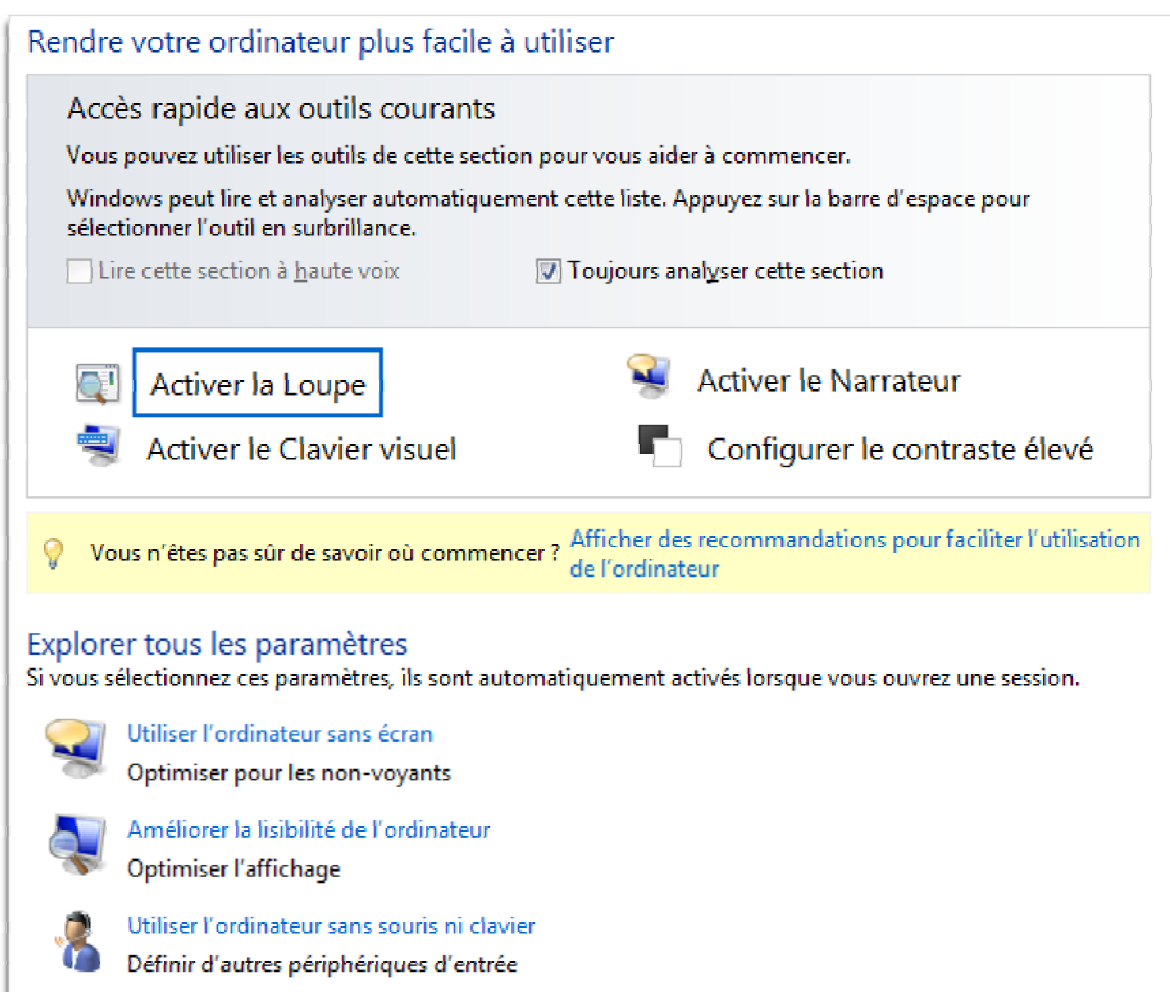 Rendre votre ordinateur plus facile à utiliser
Accès rapide aux outils courants
Vous pouvez utiliser les outils de cette section pour vous aider à commencer.
Windows peut lire et analyser automatiquement cette liste. Appuyez sur la barre d'espace pour
sélectionner l'outil en surbrillance.
Lire cette section à haute voix
Toujours analyser cette section
Activer la Loupe
Activer le Narrateur
Activer le Clavier visuel
Configurer le contraste élevé
Vous n'êtes pas sûr de savoir où commencer ?
Afficher des recommandations pour faciliter l'utilisation
de l'ordinateur
Explorer tous les paramètres
Si vous sélectionnez ces paramètres, ils sont automatiquement activés lorsque vous ouvrez une session.
Utiliser l'ordinateur sans écran
Optimiser pour les non-voyants
Améliorer la lisibilité de l'ordinateur
Optimiser l'affichage
Utiliser l'ordinateur sans souris ni clavier
Définir d'autres périphériques d'entrée